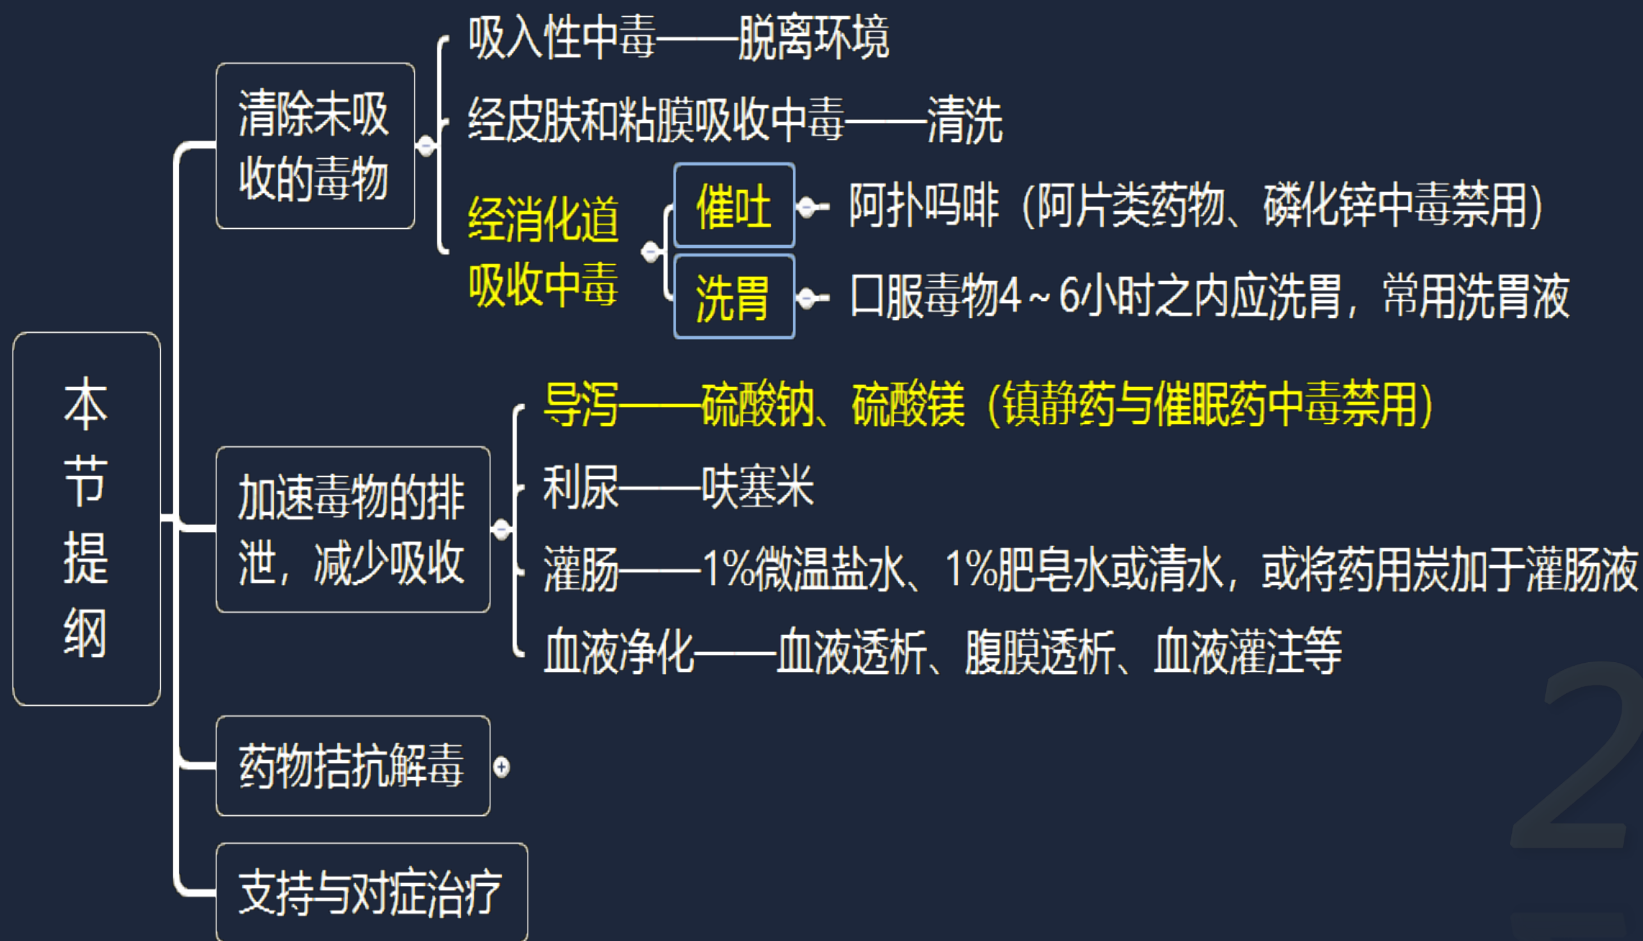 本节提纲
清除未吸
收的毒物
吸入性中毒——脱离环境
经皮肤和粘膜吸收中毒——清洗
经消化道
吸收中毒
催吐
阿扑吗啡（阿片类药物、磷化锌中毒禁用）
洗胃
口服毒物4～6小时之内应洗胃，常用洗胃液
加速毒物的排
泄，减少吸收
导泻——硫酸钠、硫酸镁（镇静药与催眠药中毒禁用）
利尿——呋塞米
灌肠——1%微温盐水、1%肥皂水或清水，或将药用炭加于灌肠液
血液净化——血液透析、腹膜透析、血液灌注等
药物拮抗解毒
支持与对症治疗
2